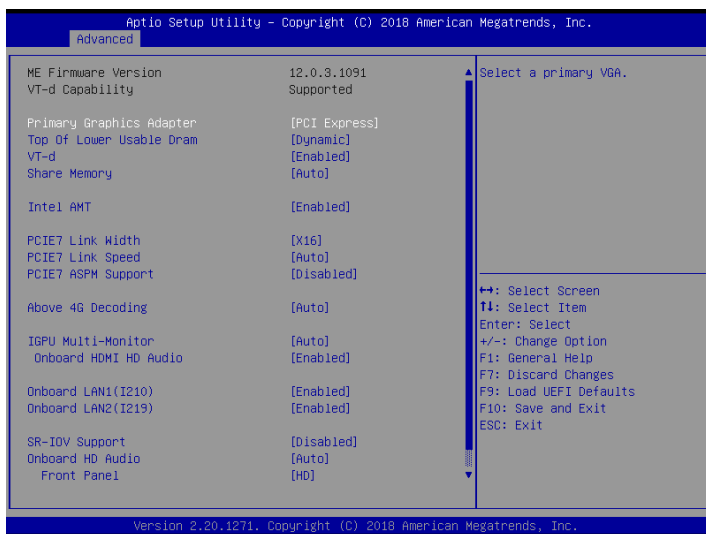 Aptio Setup Utility – Copyright (C) 2018 American Megatrends, Inc.
Advanced
ME Firmware Version 12.0.3.1091
VT-d Capability Supported
Primary Graphics Adapter [PCI Express]
Top Of Lower Usable Dram [Dynamic]
VT-d [Enabled]
Share Memory [Auto]
Intel AMT [Enabled]
PCIE7 Link Width [X16]
PCIE7 Link Speed [Auto]
PCIE7 ASPM Support [Disabled]
Above 4G Decoding [Auto]
IGPU Multi-Monitor [Auto]
Onboard HDMI HD Audio [Enabled]
Onboard LAN1(I210) [Enabled]
Onboard LAN2(I219) [Enabled]
SR-IOV Support [Disabled]
Onboard HD Audio [Auto]
Front Panel [HD]
Select a primary VGA.
↔: Select Screen
↑↓: Select Item
Enter: Select
+/-: Change Option
F1: General Help
F7: Discard Changes
F9: Load UEFI Defaults
F10: Save and Exit
ESC: Exit
Version 2.20.1271. Copyright (C) 2018 American Megatrends, Inc.